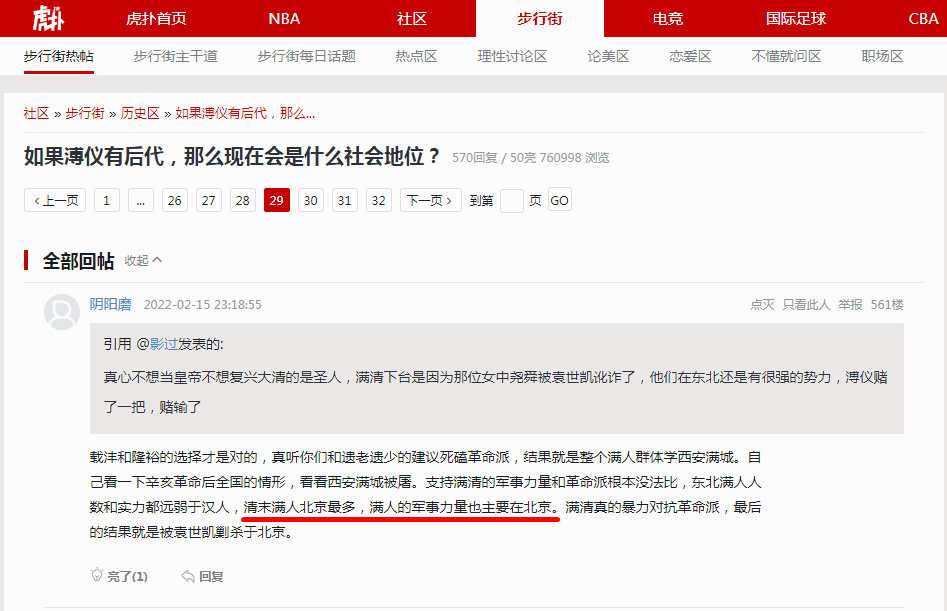 虎扑 虎扑首页 NBA 社区 步行街 电竞 国际足球 CBA
步行街热帖 步行街主干道 步行街每日话题 热点区 理性讨论区 论美区 恋爱区 不懂就问区 职场区
社区 » 步行街 » 历史区 » 如果溥仪有后代，那么...
如果溥仪有后代，那么现在会是什么社会地位？ 570回复 / 50亮 760998 浏览
‹ 上一页 1 ... 26 27 28 29 30 31 32 下一页 › 到第 页 GO
全部回帖 收起
阴阳磨 2022-02-15 23:18:55 点灭 只看此人 举报 561楼
引用 @影过发表的:
真心不想当皇帝不想复兴大清的是圣人，满清下台是因为那位女中尧舜被袁世凯讹诈了，他们在东北还是有很强的势力，溥仪赌
了一把，赌输了
载沣和隆裕的选择才是对的，真听你们和遗老遗少的建议死磕革命派，结果就是整个满人群体学西安满城。自
己看一下辛亥革命后全国的情形，看看西安满城被屠。支持满清的军事力量和革命派根本没法比，东北满人人
数和实力都远弱于汉人，清末满人北京最多，满人的军事力量也主要在北京。满清真的暴力对抗革命派，最后
的结果就是被袁世凯剿杀于北京。
亮了(1) 回复